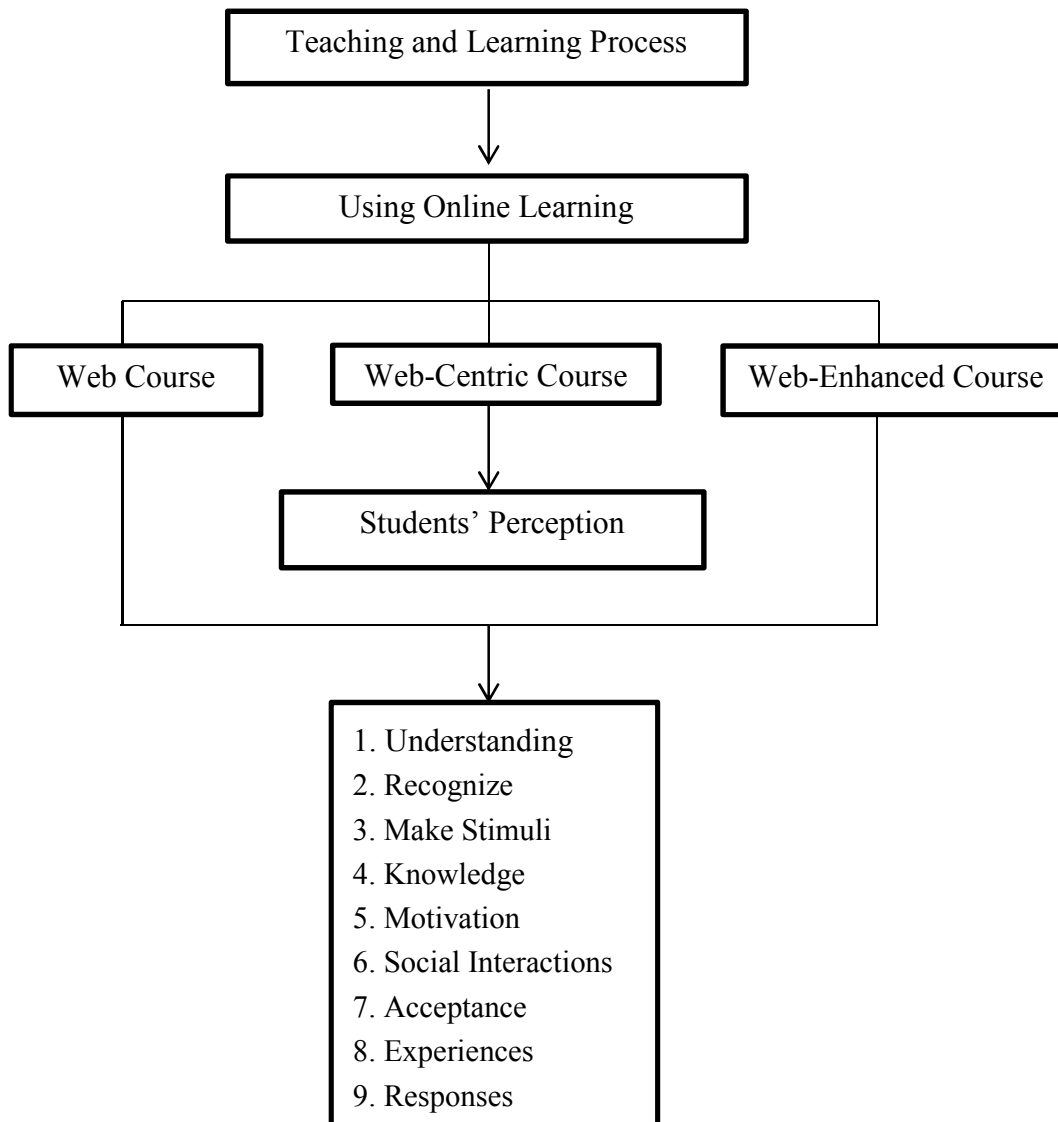 Teaching and Learning Process
Using Online Learning
Web Course
Web-Centric Course
Web-Enhanced Course
Students’ Perception
1. Understanding
2. Recognize
3. Make Stimuli
4. Knowledge
5. Motivation
6. Social Interactions
7. Acceptance
8. Experiences
9. Responses